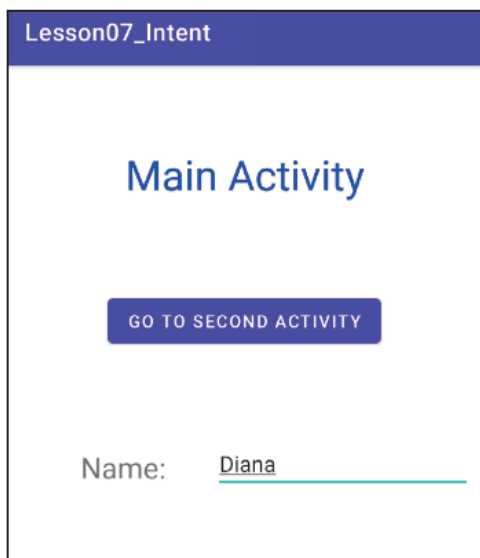 Lesson07_Intent
Main Activity
GO TO SECOND ACTIVITY
Name: Diana